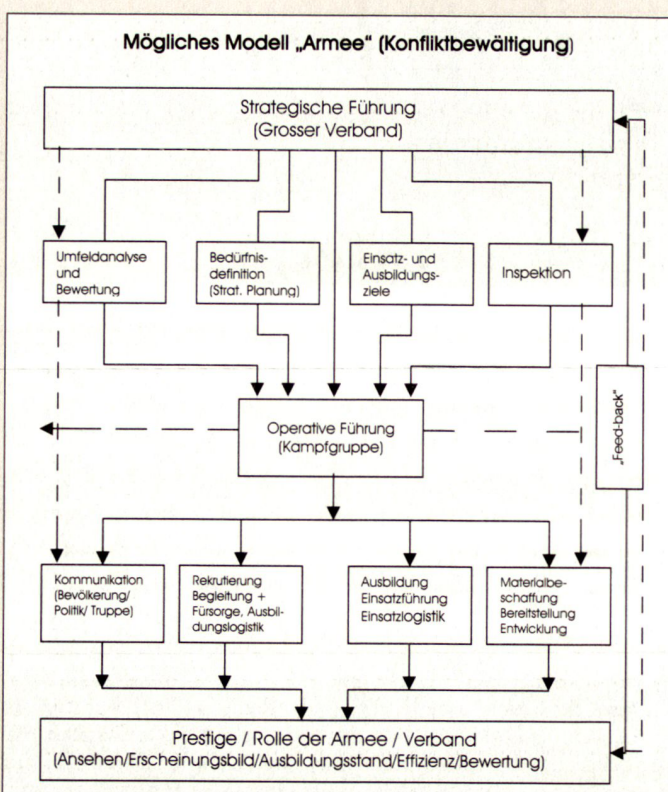 Mögliches Modell „Armee" (Konfliktbewältigung)
Strategische Führung
(Grosser Verband)
Umfeldanalyse
und
Bewertung
Bedürfnis-
definition
(Strat. Planung)
Einsatz- und
Ausbildungs-
ziele
Inspektion
Operative Führung
(Kampfgruppe)
„Feed-back"
Kommunikation
(Bevölkerung/
Politik/ Truppe)
Rekrutierung
Begleitung +
Fürsorge, Ausbil-
dungslogistik
Ausbildung
Einsatzführung
Einsatzlogistik
Materialbe-
schaffung
Bereitstellung
Entwicklung
Prestige / Rolle der Armee / Verband
(Ansehen/Erscheinungsbild/Ausbildungsstand/Effizienz/Bewertung)